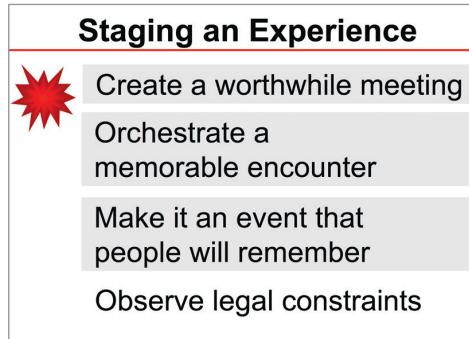 Staging an Experience
Create a worthwhile meeting
Orchestrate a
memorable encounter
Make it an event that
people will remember
Observe legal constraints